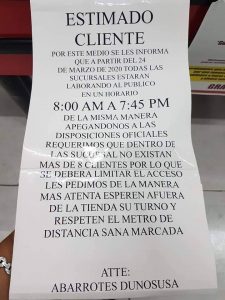 ESTIMADO
CLIENTE
POR ESTE MEDIO SE LES INFORMA
QUE A PARTIR DEL 24
DE MARZO DE 2020 TODAS LAS
SUCURSALES ESTARAN
LABORANDO AL PUBLICO
EN UN HORARIO
8:00 AM A 7:45 PM
DE LA MISMA MANERA
APEGANDONOS A LAS
DISPOSICIONES OFICIALES
REQUERIMOS QUE DENTRO DE
LAS SUCURSAL NO EXISTAN
MAS DE 8 CLIENTES POR LO QUE
SE DEBERA LIMITAR EL ACCESO
LES PEDIMOS DE LA MANERA
MAS ATENTA ESPEREN AFUERA
DE LA TIENDA SU TURNO Y
RESPETEN EL METRO DE
DISTANCIA SANA MARCADA
ATTE:
ABARROTES DUNOSUSA